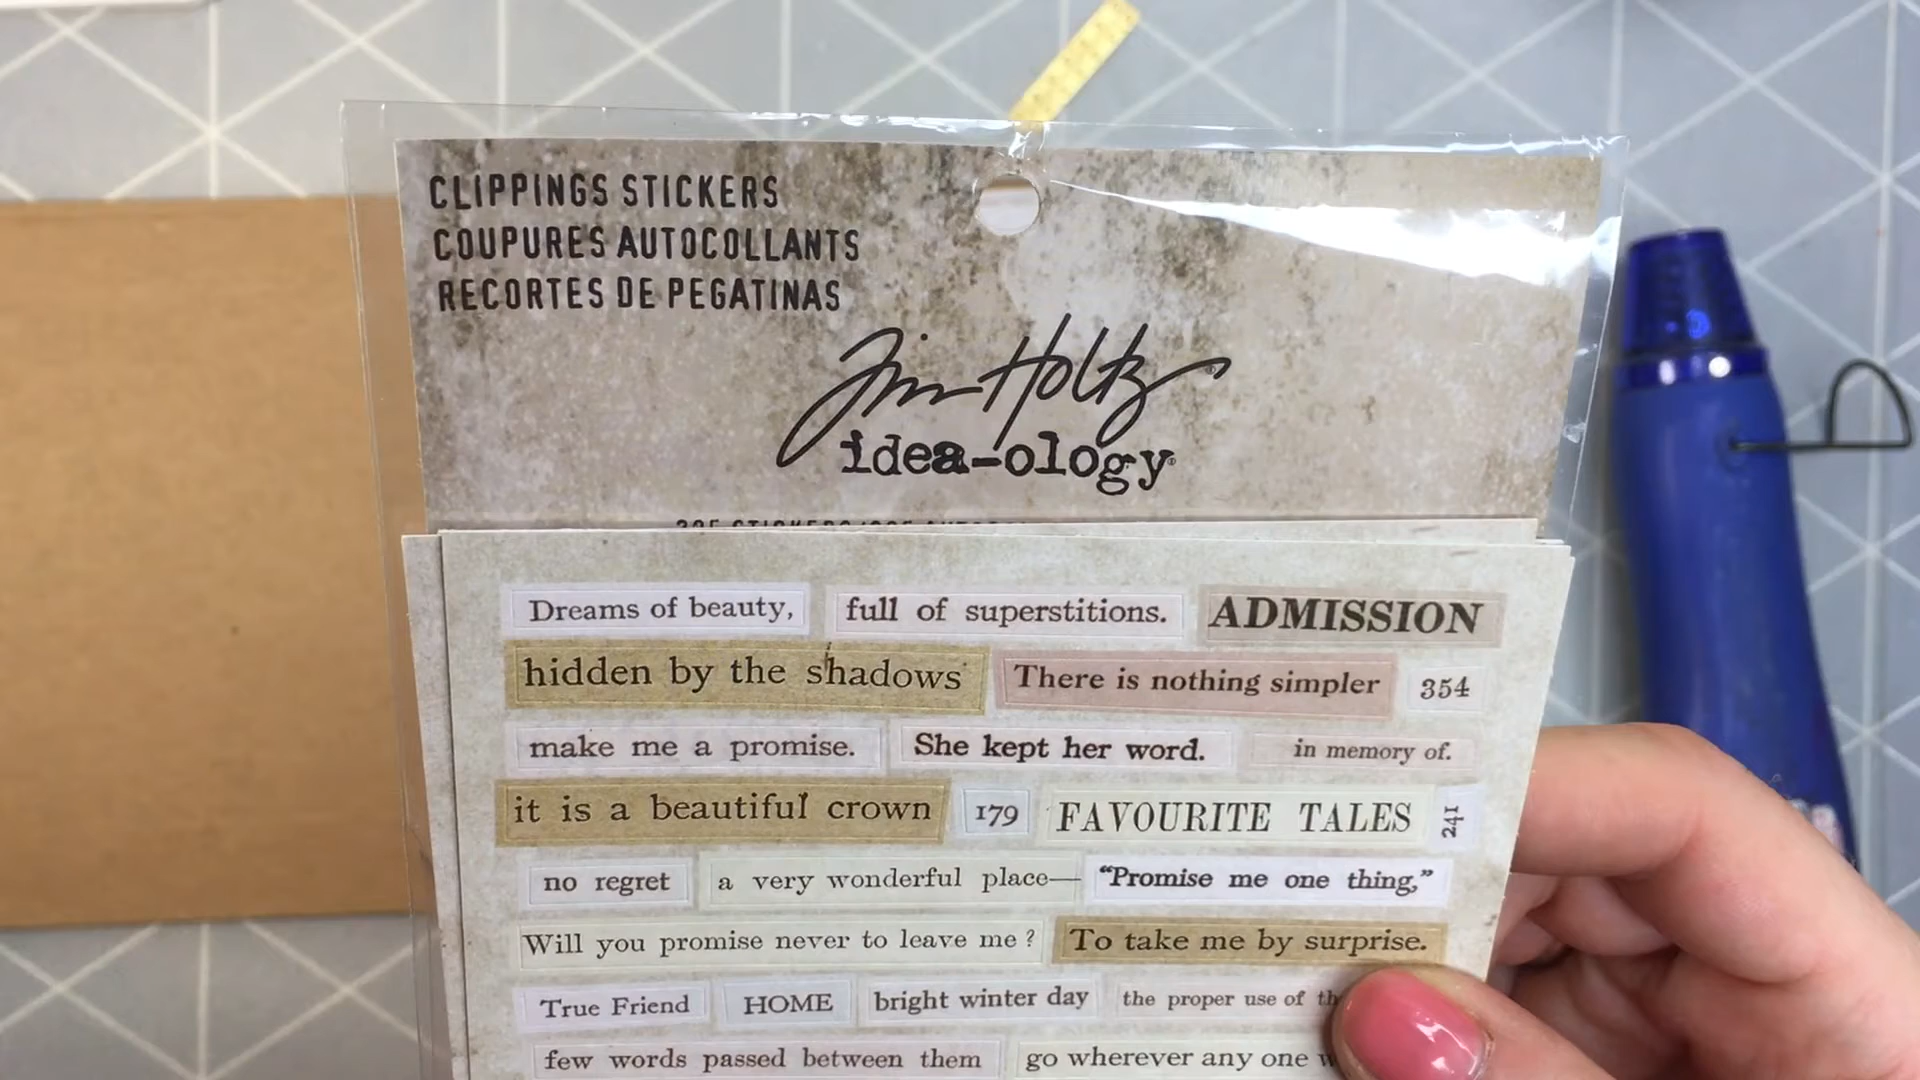 CLIPPINGS STICKERS
COUPURES AUTOCOLLANTS
RECORTES DE PEGATINAS
Tim Holtz®
idea-ology®
Dreams of beauty, full of superstitions. ADMISSION
hidden by the shadows There is nothing simpler 354
make me a promise. She kept her word. in memory of.
it is a beautiful crown 179 FAVOURITE TALES 241
no regret a very wonderful place— “Promise me one thing,”
Will you promise never to leave me? To take me by surprise.
True Friend HOME bright winter day the proper use of
few words passed between them go wherever any one